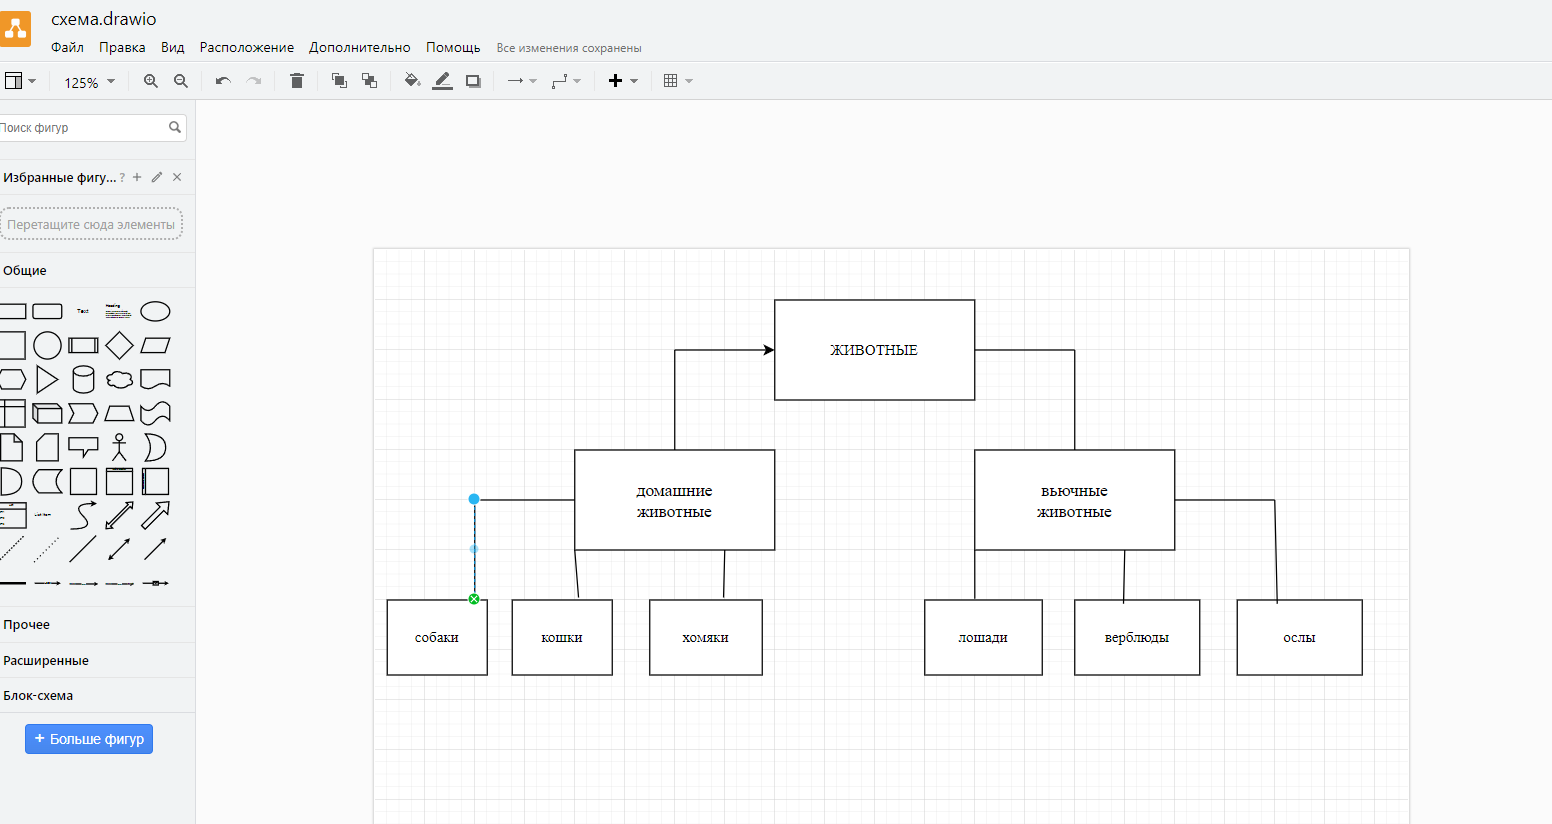 схема.drawio
Файл Правка Вид Расположение Дополнительно Помощь Все изменения сохранены
125%
Поиск фигур
Избранные фигу... ?
Перетащите сюда элементы
Общие
Text
Heading
List Item
Прочее
Расширенные
Блок-схема
+ Больше фигур
ЖИВОТНЫЕ
домашние
животные
вьючные
животные
собаки
кошки
хомяки
лошади
верблюды
ослы